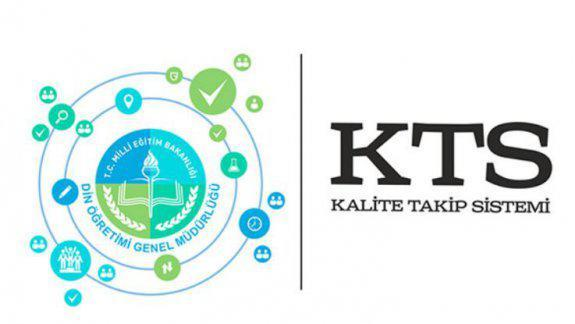 T.C. MİLLİ EĞİTİM BAKANLIĞI
DİN ÖĞRETİMİ GENEL MÜDÜRLÜĞÜ
KTS
KALİTE TAKİP SİSTEMİ